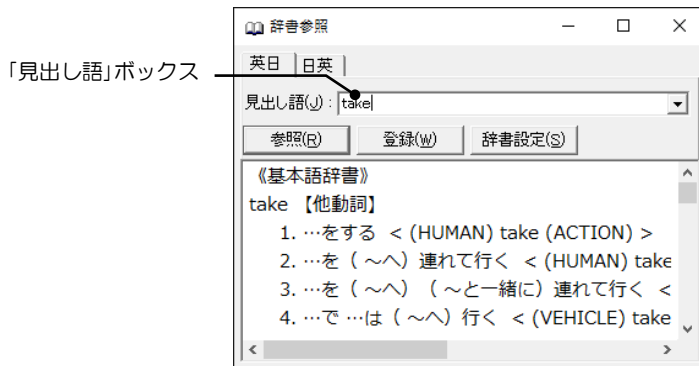 辞書参照
英日 日英
「見出し語」ボックス
見出し語(J) : take
参照(R) 登録(W) 辞書設定(S)
《基本語辞書》
take 【他動詞】
1. …をする < (HUMAN) take (ACTION) >
2. …を（ ～へ）連れて行く < (HUMAN) take
3. …を（ ～へ）（ ～と一緒に）連れて行く <
4. …で …は（ ～へ）行く < (VEHICLE) take